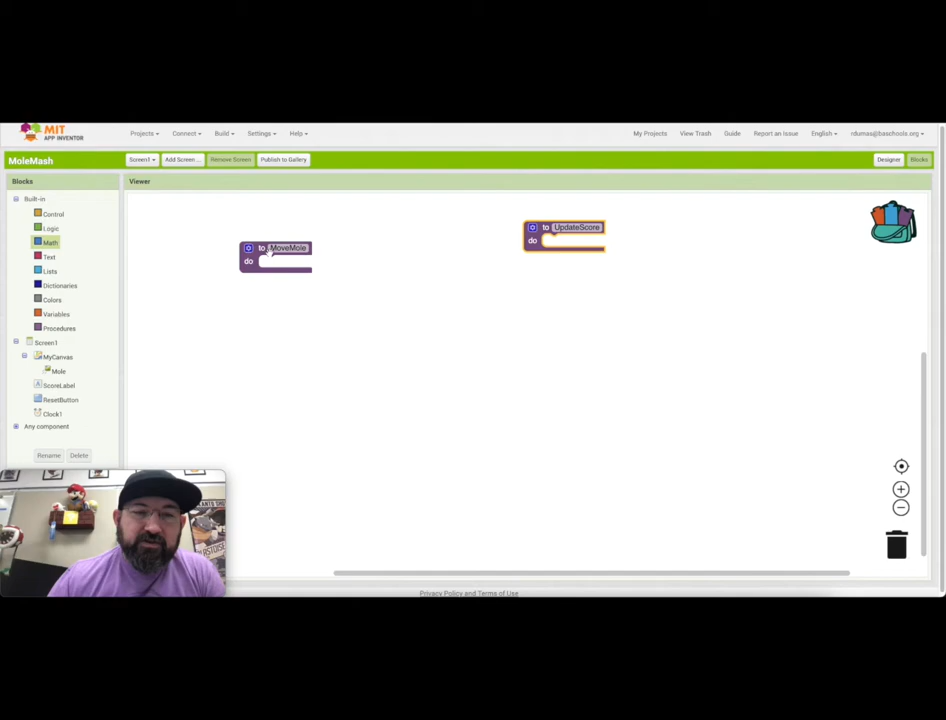 MIT
APP INVENTOR
Projects Connect Build Settings Help My Projects View Trash Guide Report an Issue English rdumas@baschools.org
MoleMash Screen1 Add Screen ... Remove Screen Publish to Gallery Designer Blocks
Blocks Viewer
Built-in
Control
Logic
Math
Text
Lists
Dictionaries
Colors
Variables
Procedures
Screen1
MyCanvas
Mole
A ScoreLabel
ResetButton
Clock1
Any component
Rename Delete
to MoveMole
do
to UpdateScore
do
Privacy Policy and Terms of Use